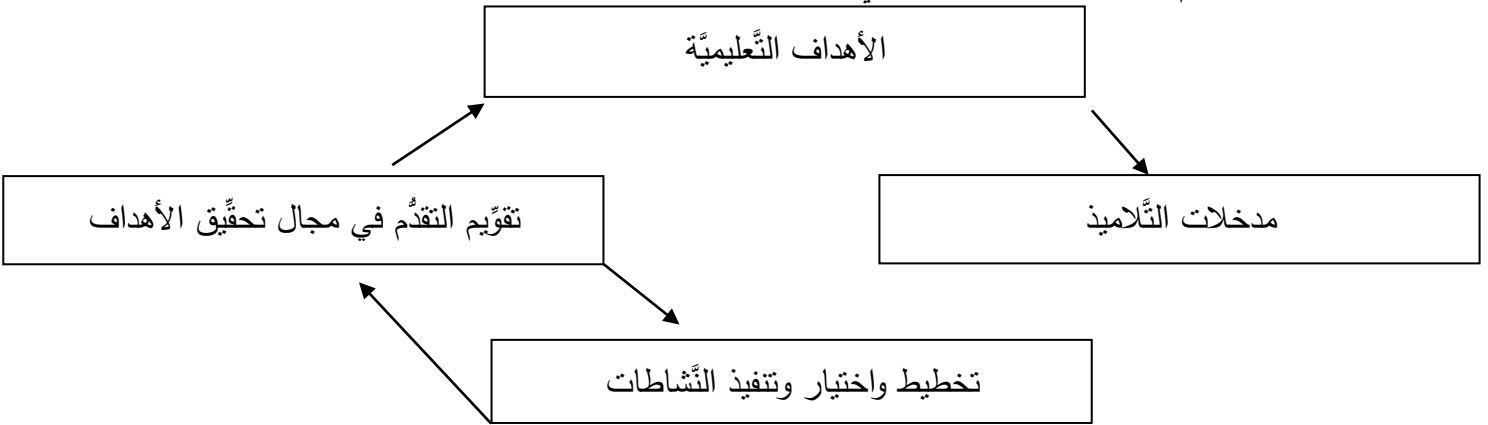 الأهداف التَّعليميَّة
مدخلات التَّلاميذ
تقوِّيم التقدُّم في مجال تحقِّيق الأهداف
تخطيط واختيار وتنفيذ النَّشاطات